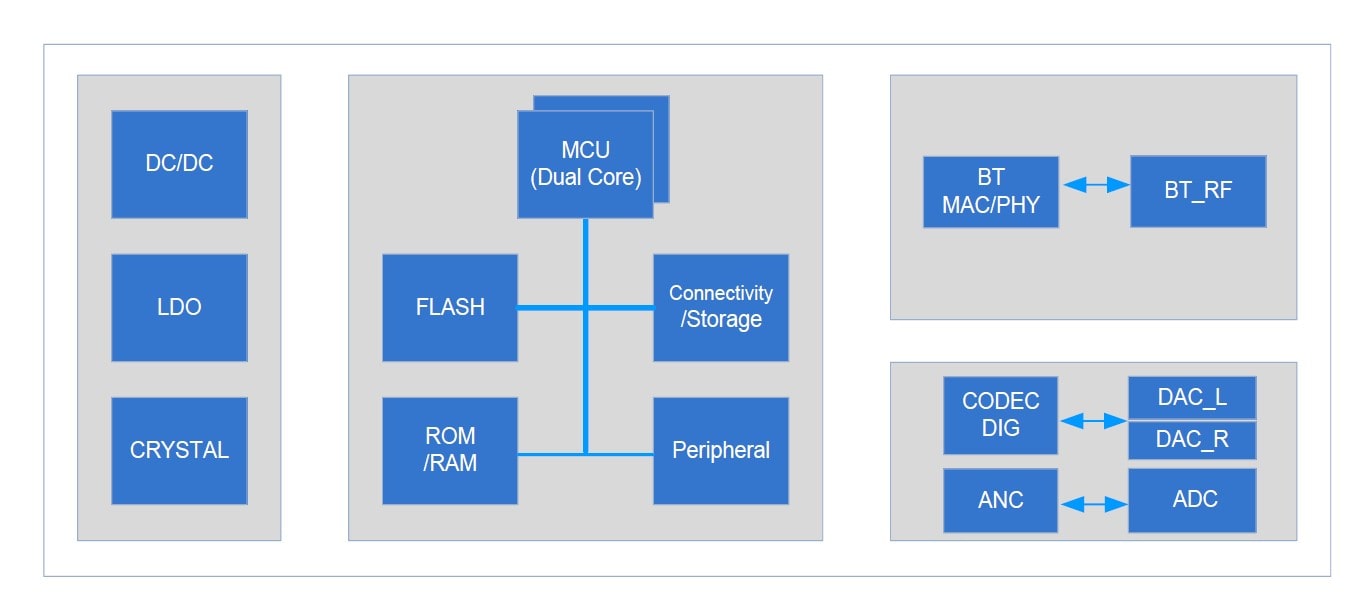 DC/DC
LDO
CRYSTAL
MCU
(Dual Core)
FLASH
Connectivity
/Storage
ROM
/RAM
Peripheral
BT
MAC/PHY
BT_RF
CODEC
DIG
DAC_L
DAC_R
ANC
ADC